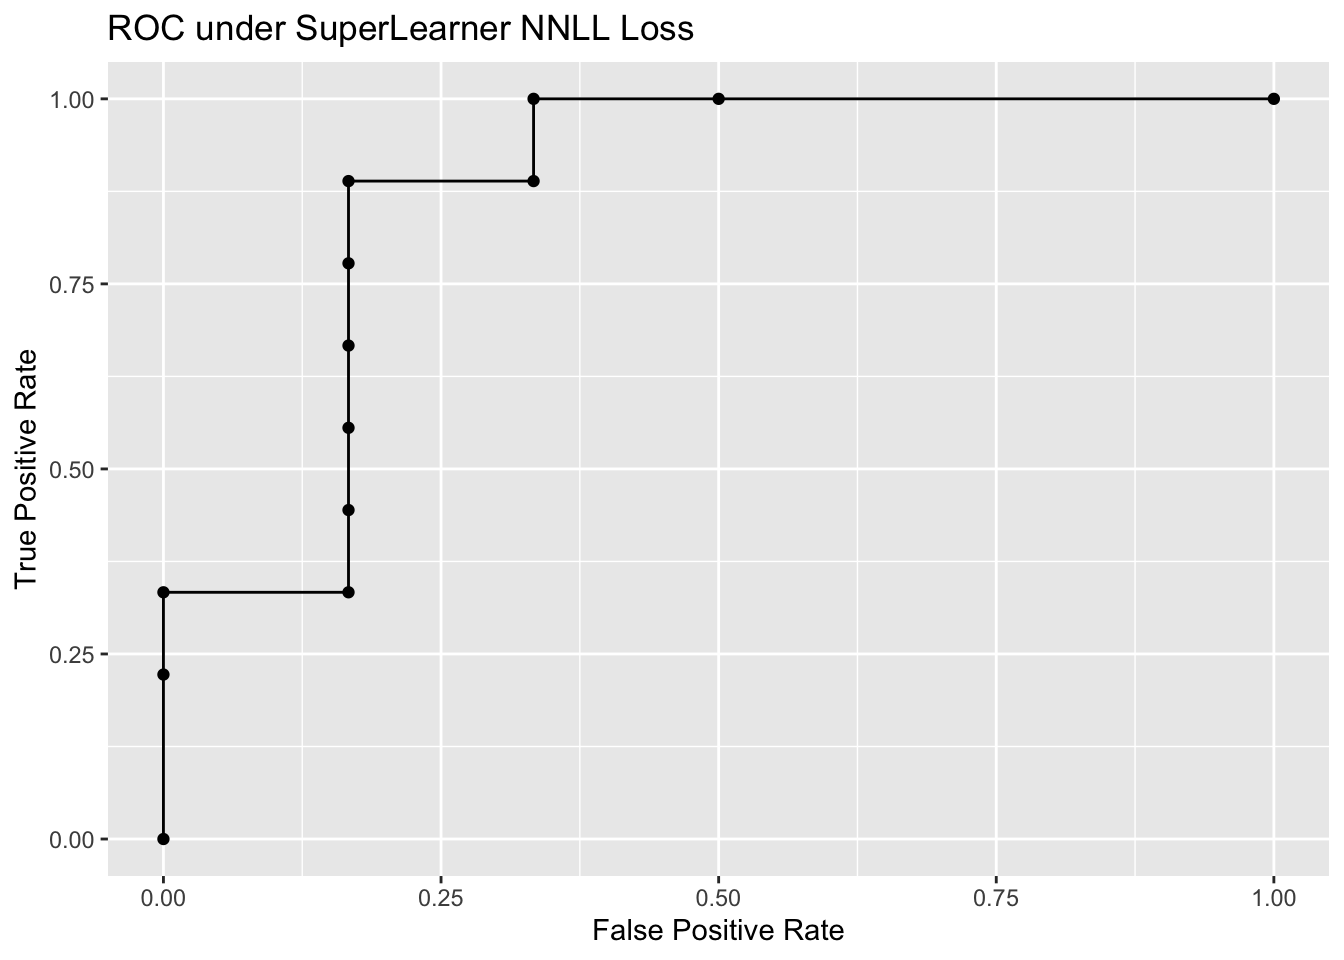 ROC under SuperLearner NNLL Loss
True Positive Rate
1.00
0.75
0.50
0.25
0.00
0.00 0.25 0.50 0.75 1.00
False Positive Rate